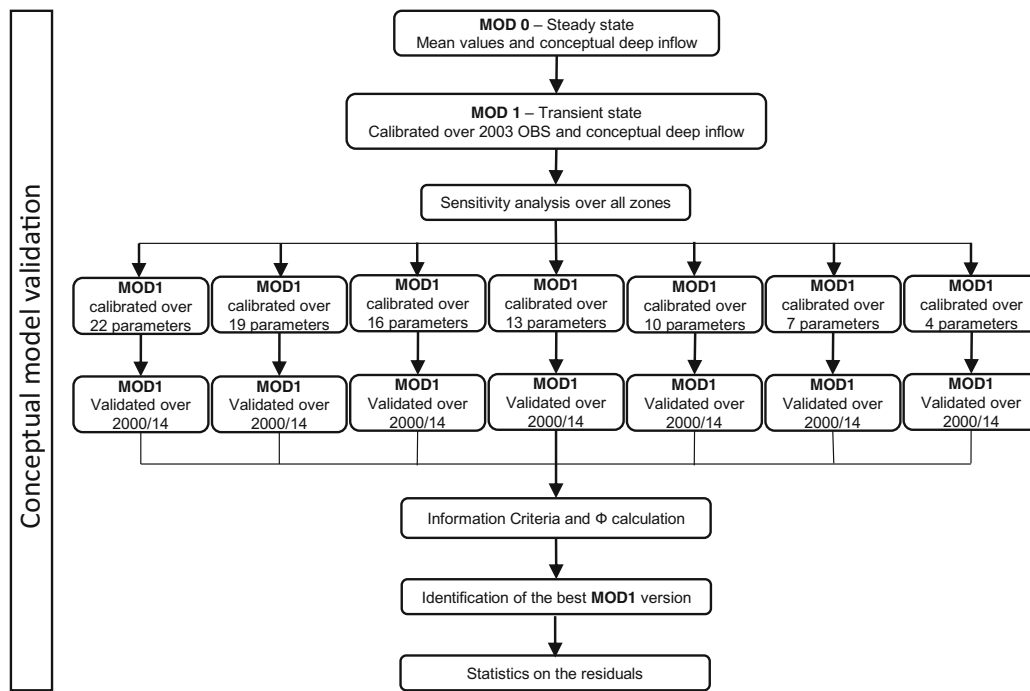 Conceptual model validation
MOD 0 – Steady state
Mean values and conceptual deep inflow
MOD 1 – Transient state
Calibrated over 2003 OBS and conceptual deep inflow
Sensitivity analysis over all zones
MOD1
calibrated over
22 parameters
MOD1
calibrated over
19 parameters
MOD1
calibrated over
16 parameters
MOD1
calibrated over
13 parameters
MOD1
calibrated over
10 parameters
MOD1
calibrated over
7 parameters
MOD1
calibrated over
4 parameters
MOD1
Validated over
2000/14
MOD1
Validated over
2000/14
MOD1
Validated over
2000/14
MOD1
Validated over
2000/14
MOD1
Validated over
2000/14
MOD1
Validated over
2000/14
MOD1
Validated over
2000/14
Information Criteria and Φ calculation
Identification of the best MOD1 version
Statistics on the residuals